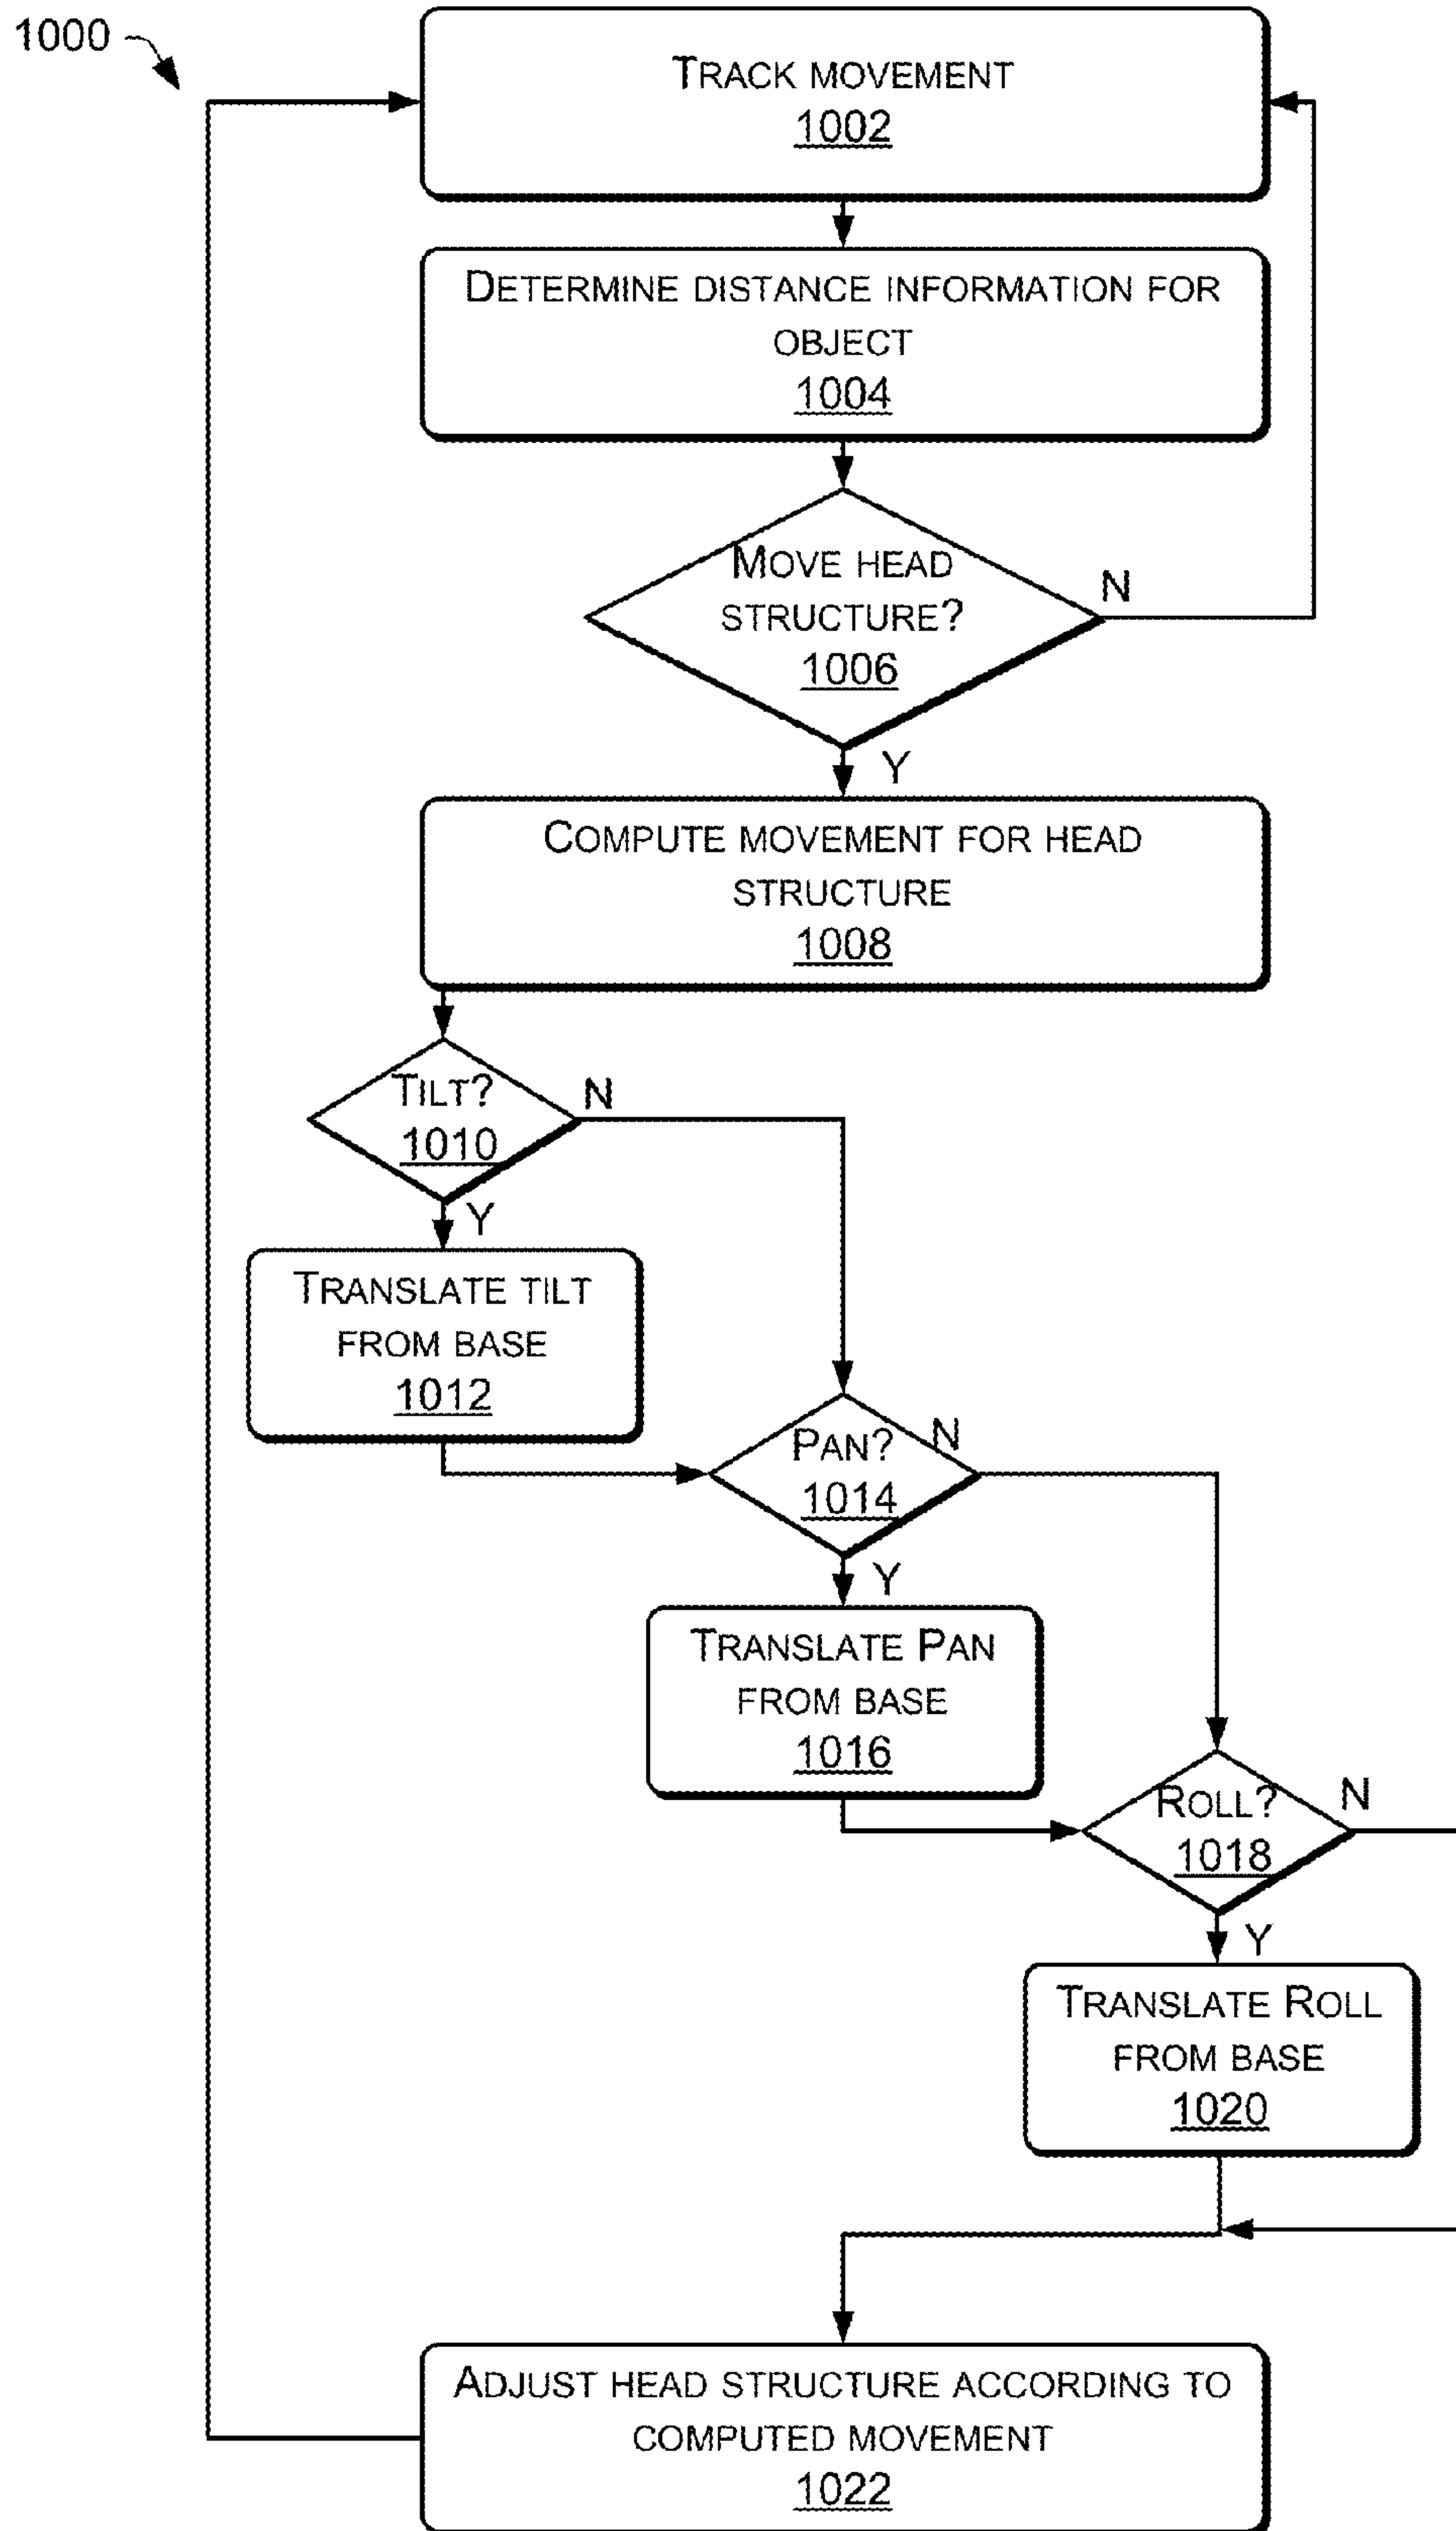 1000
TRACK MOVEMENT
1002
DETERMINE DISTANCE INFORMATION FOR
OBJECT
1004
MOVE HEAD
STRUCTURE?
1006
N
Y
COMPUTE MOVEMENT FOR HEAD
STRUCTURE
1008
TILT?
1010
N
Y
TRANSLATE TILT
FROM BASE
1012
PAN?
1014
N
Y
TRANSLATE PAN
FROM BASE
1016
ROLL?
1018
N
Y
TRANSLATE ROLL
FROM BASE
1020
ADJUST HEAD STRUCTURE ACCORDING TO
COMPUTED MOVEMENT
1022